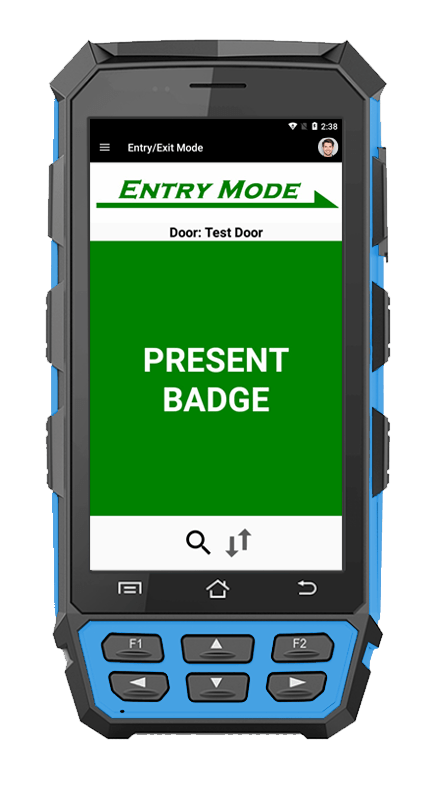 2:38
Entry/Exit Mode
ENTRY MODE
Door: Test Door
PRESENT
BADGE
F1
F2